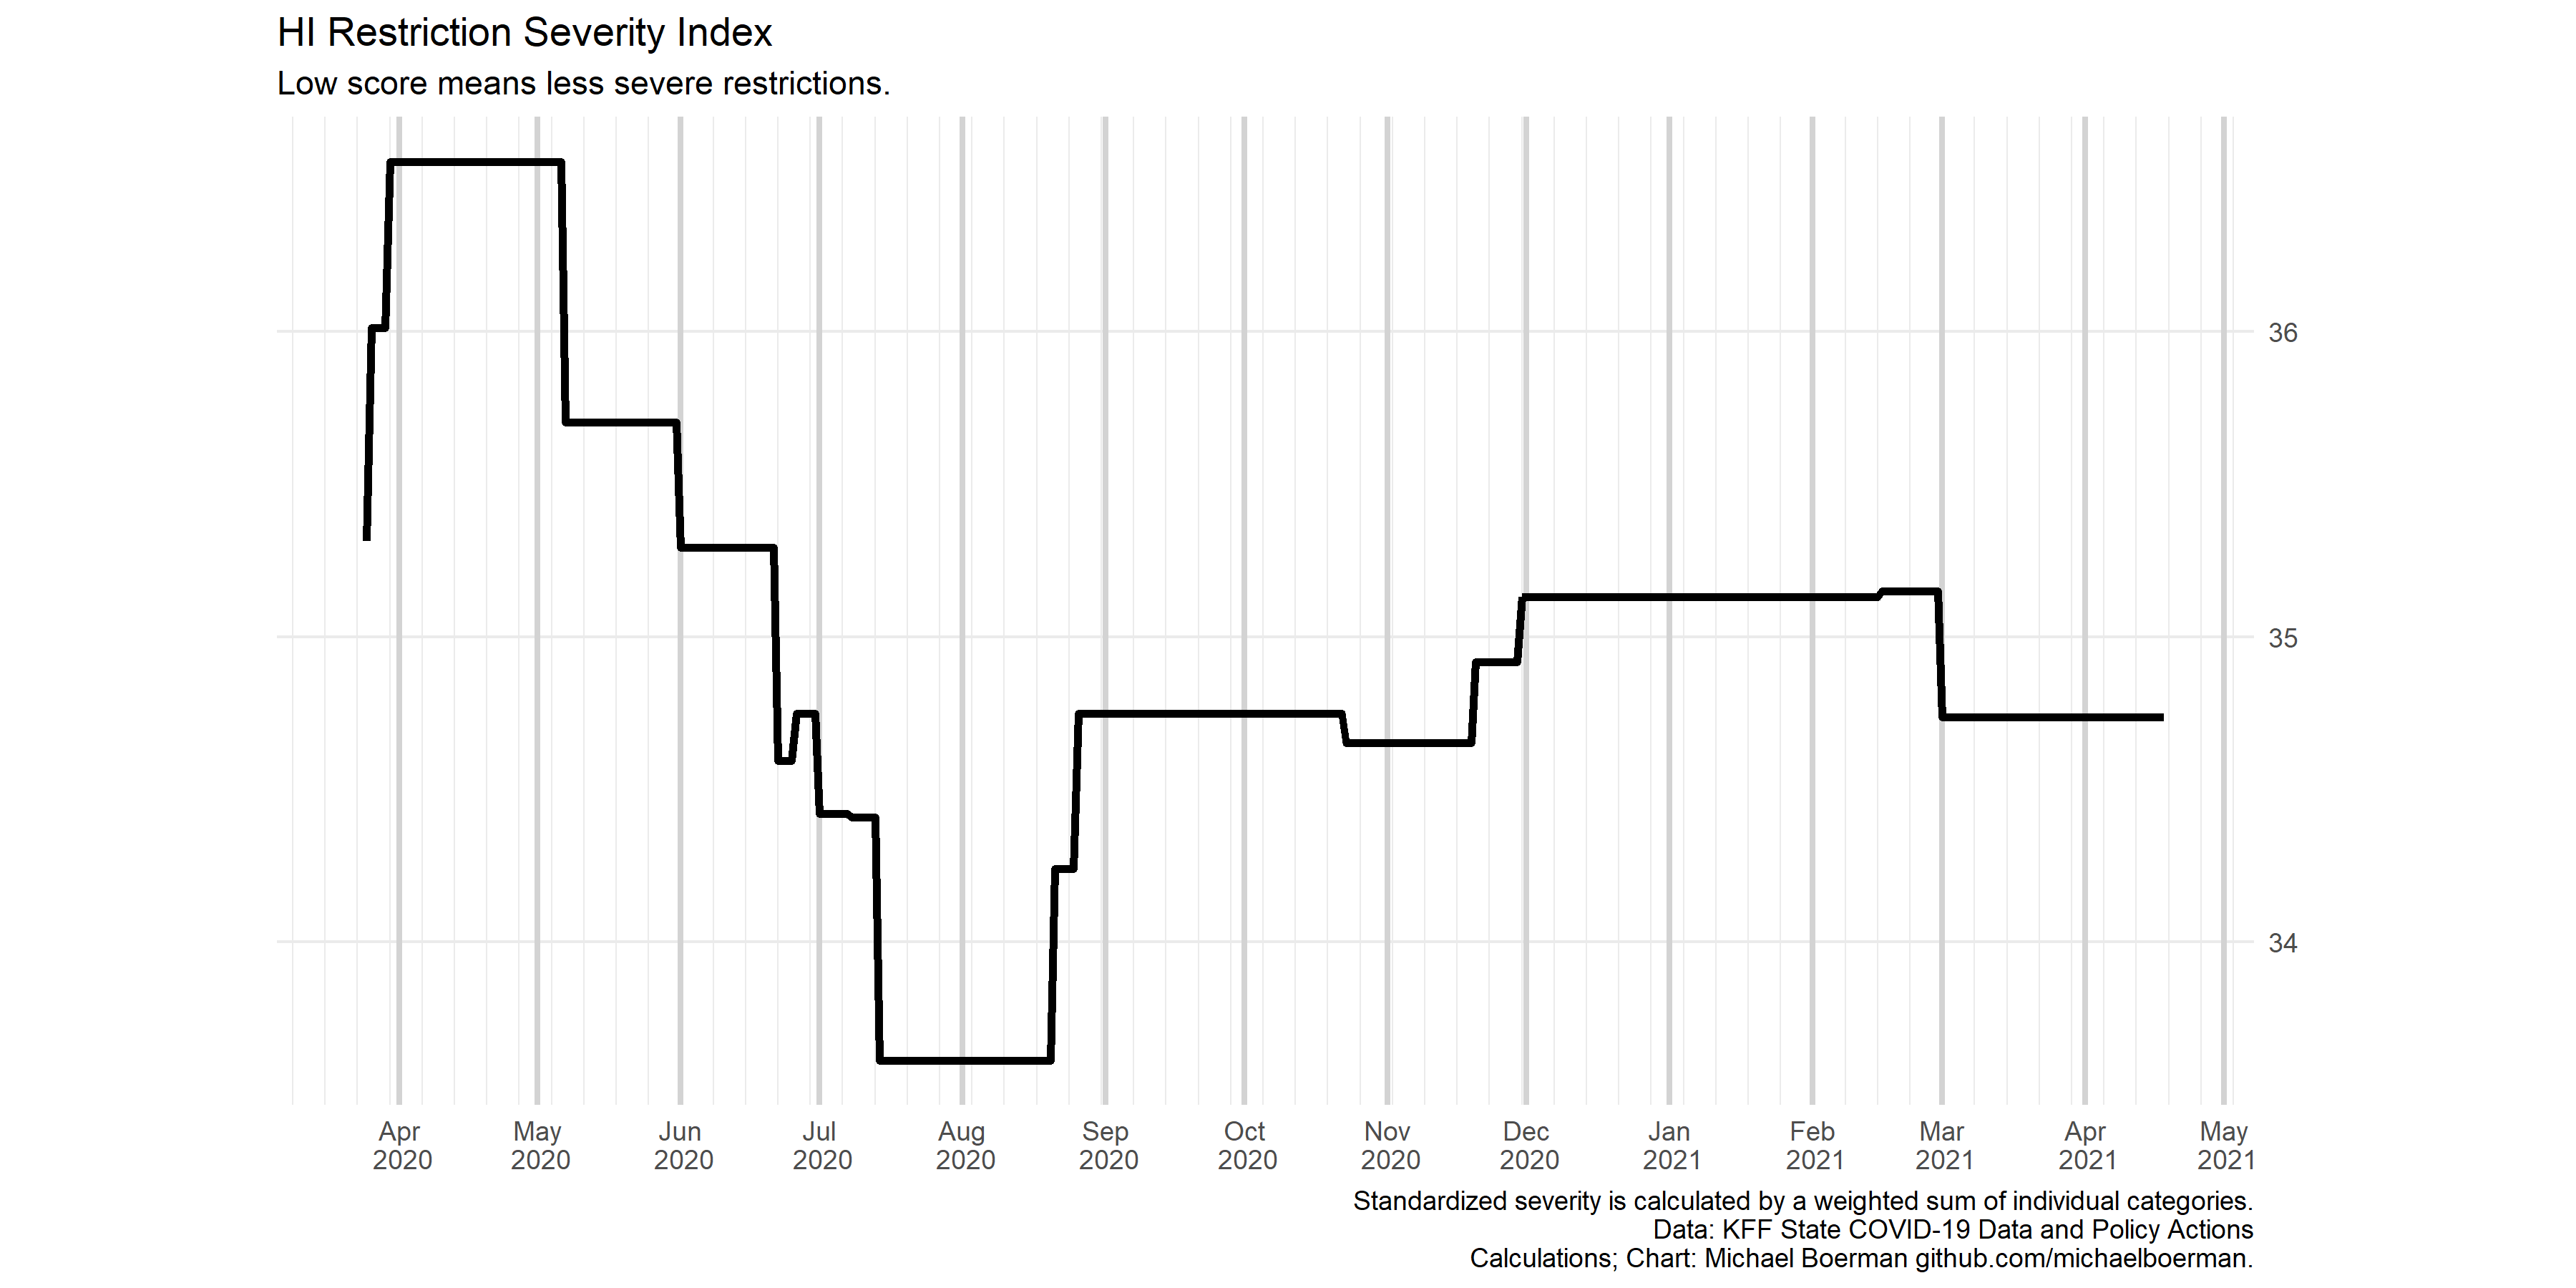 HI Restriction Severity Index
Low score means less severe restrictions.
36
35
34
Apr May Jun Jul Aug Sep Oct Nov Dec Jan Feb Mar Apr May
2020 2020 2020 2020 2020 2020 2020 2020 2020 2021 2021 2021 2021 2021
Standardized severity is calculated by a weighted sum of individual categories.
Data: KFF State COVID-19 Data and Policy Actions
Calculations; Chart: Michael Boerman github.com/michaelboerman.